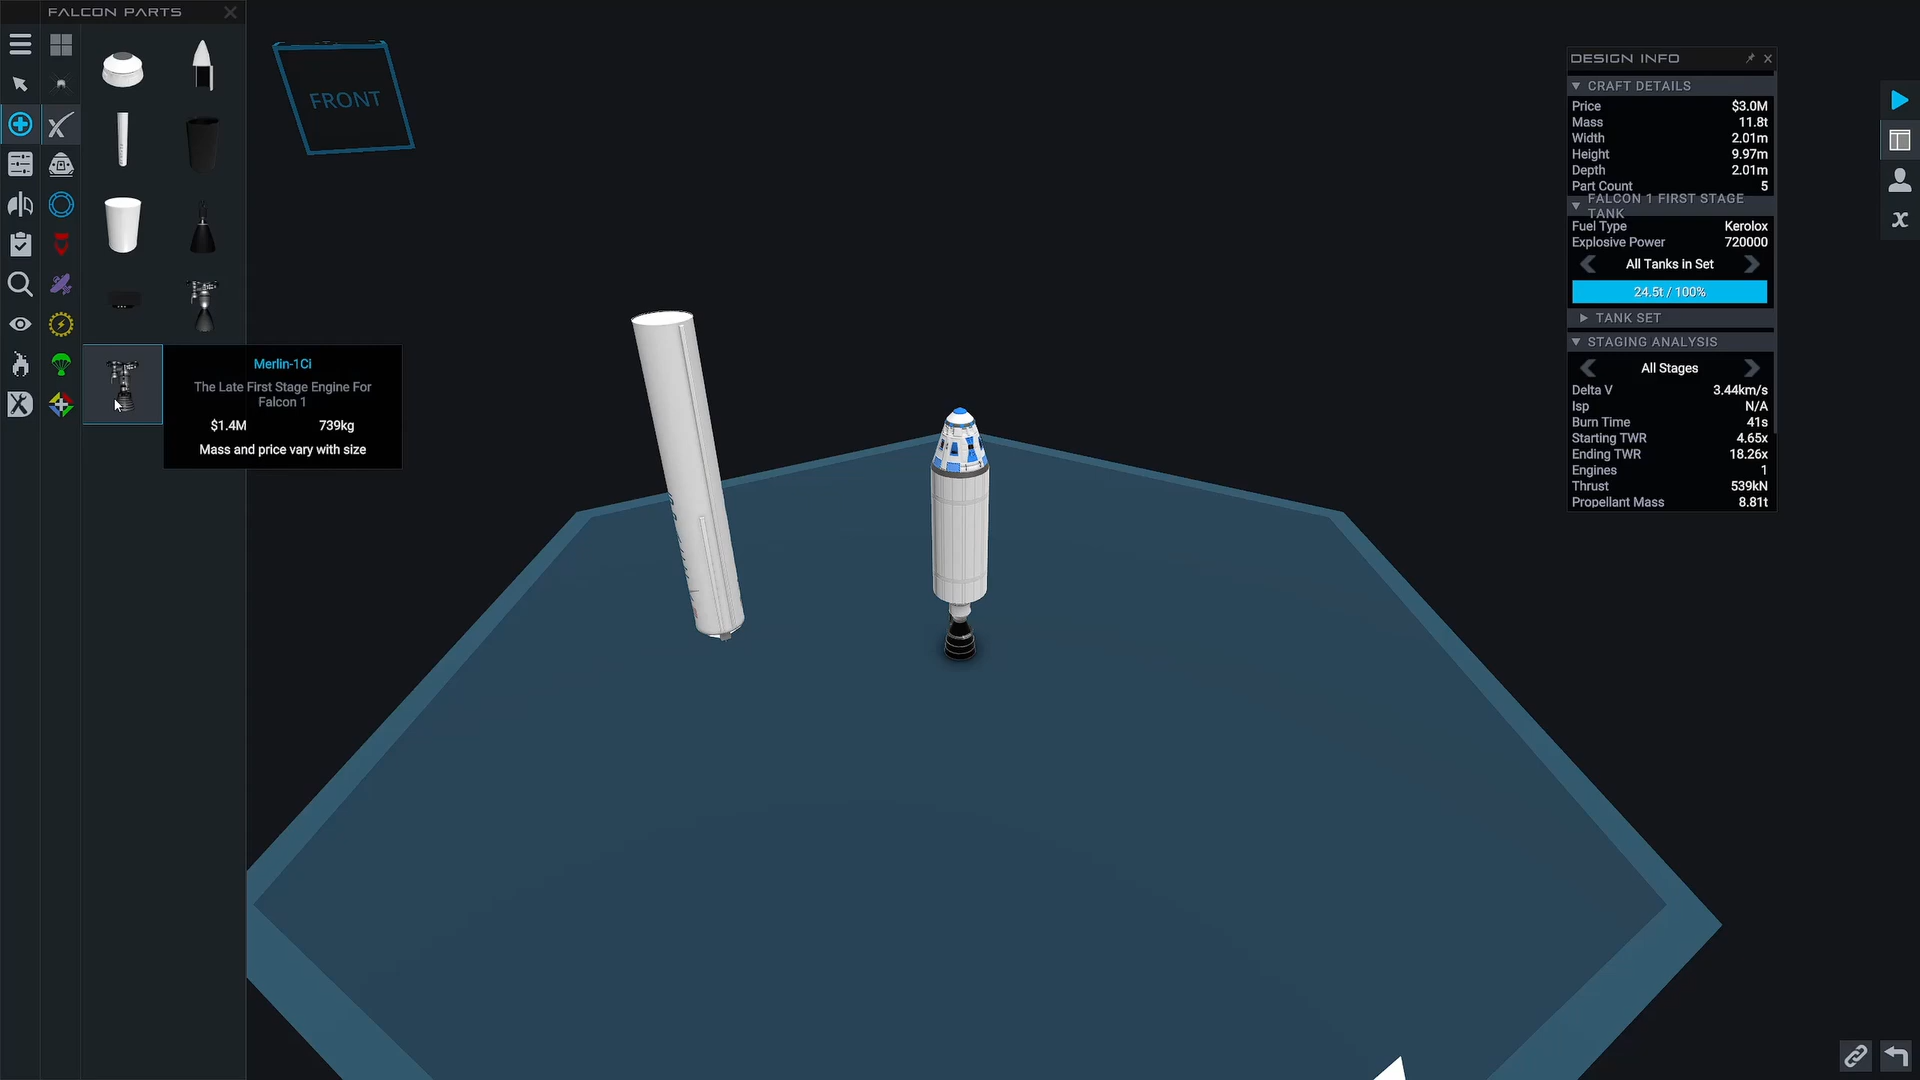 FALCON PARTS
FRONT
Merlin-1Ci
The Late First Stage Engine For
Falcon 1
$1.4M 739kg
Mass and price vary with size
DESIGN INFO
CRAFT DETAILS
Price $3.0M
Mass 11.8t
Width 2.01m
Height 9.97m
Depth 2.01m
Part Count 5
FALCON 1 FIRST STAGE
TANK
Fuel Type Kerolox
Explosive Power 720000
All Tanks in Set
24.5t / 100%
TANK SET
STAGING ANALYSIS
All Stages
Delta V 3.44km/s
Isp N/A
Burn Time 41s
Starting TWR 4.65x
Ending TWR 18.26x
Engines 1
Thrust 539kN
Propellant Mass 8.81t